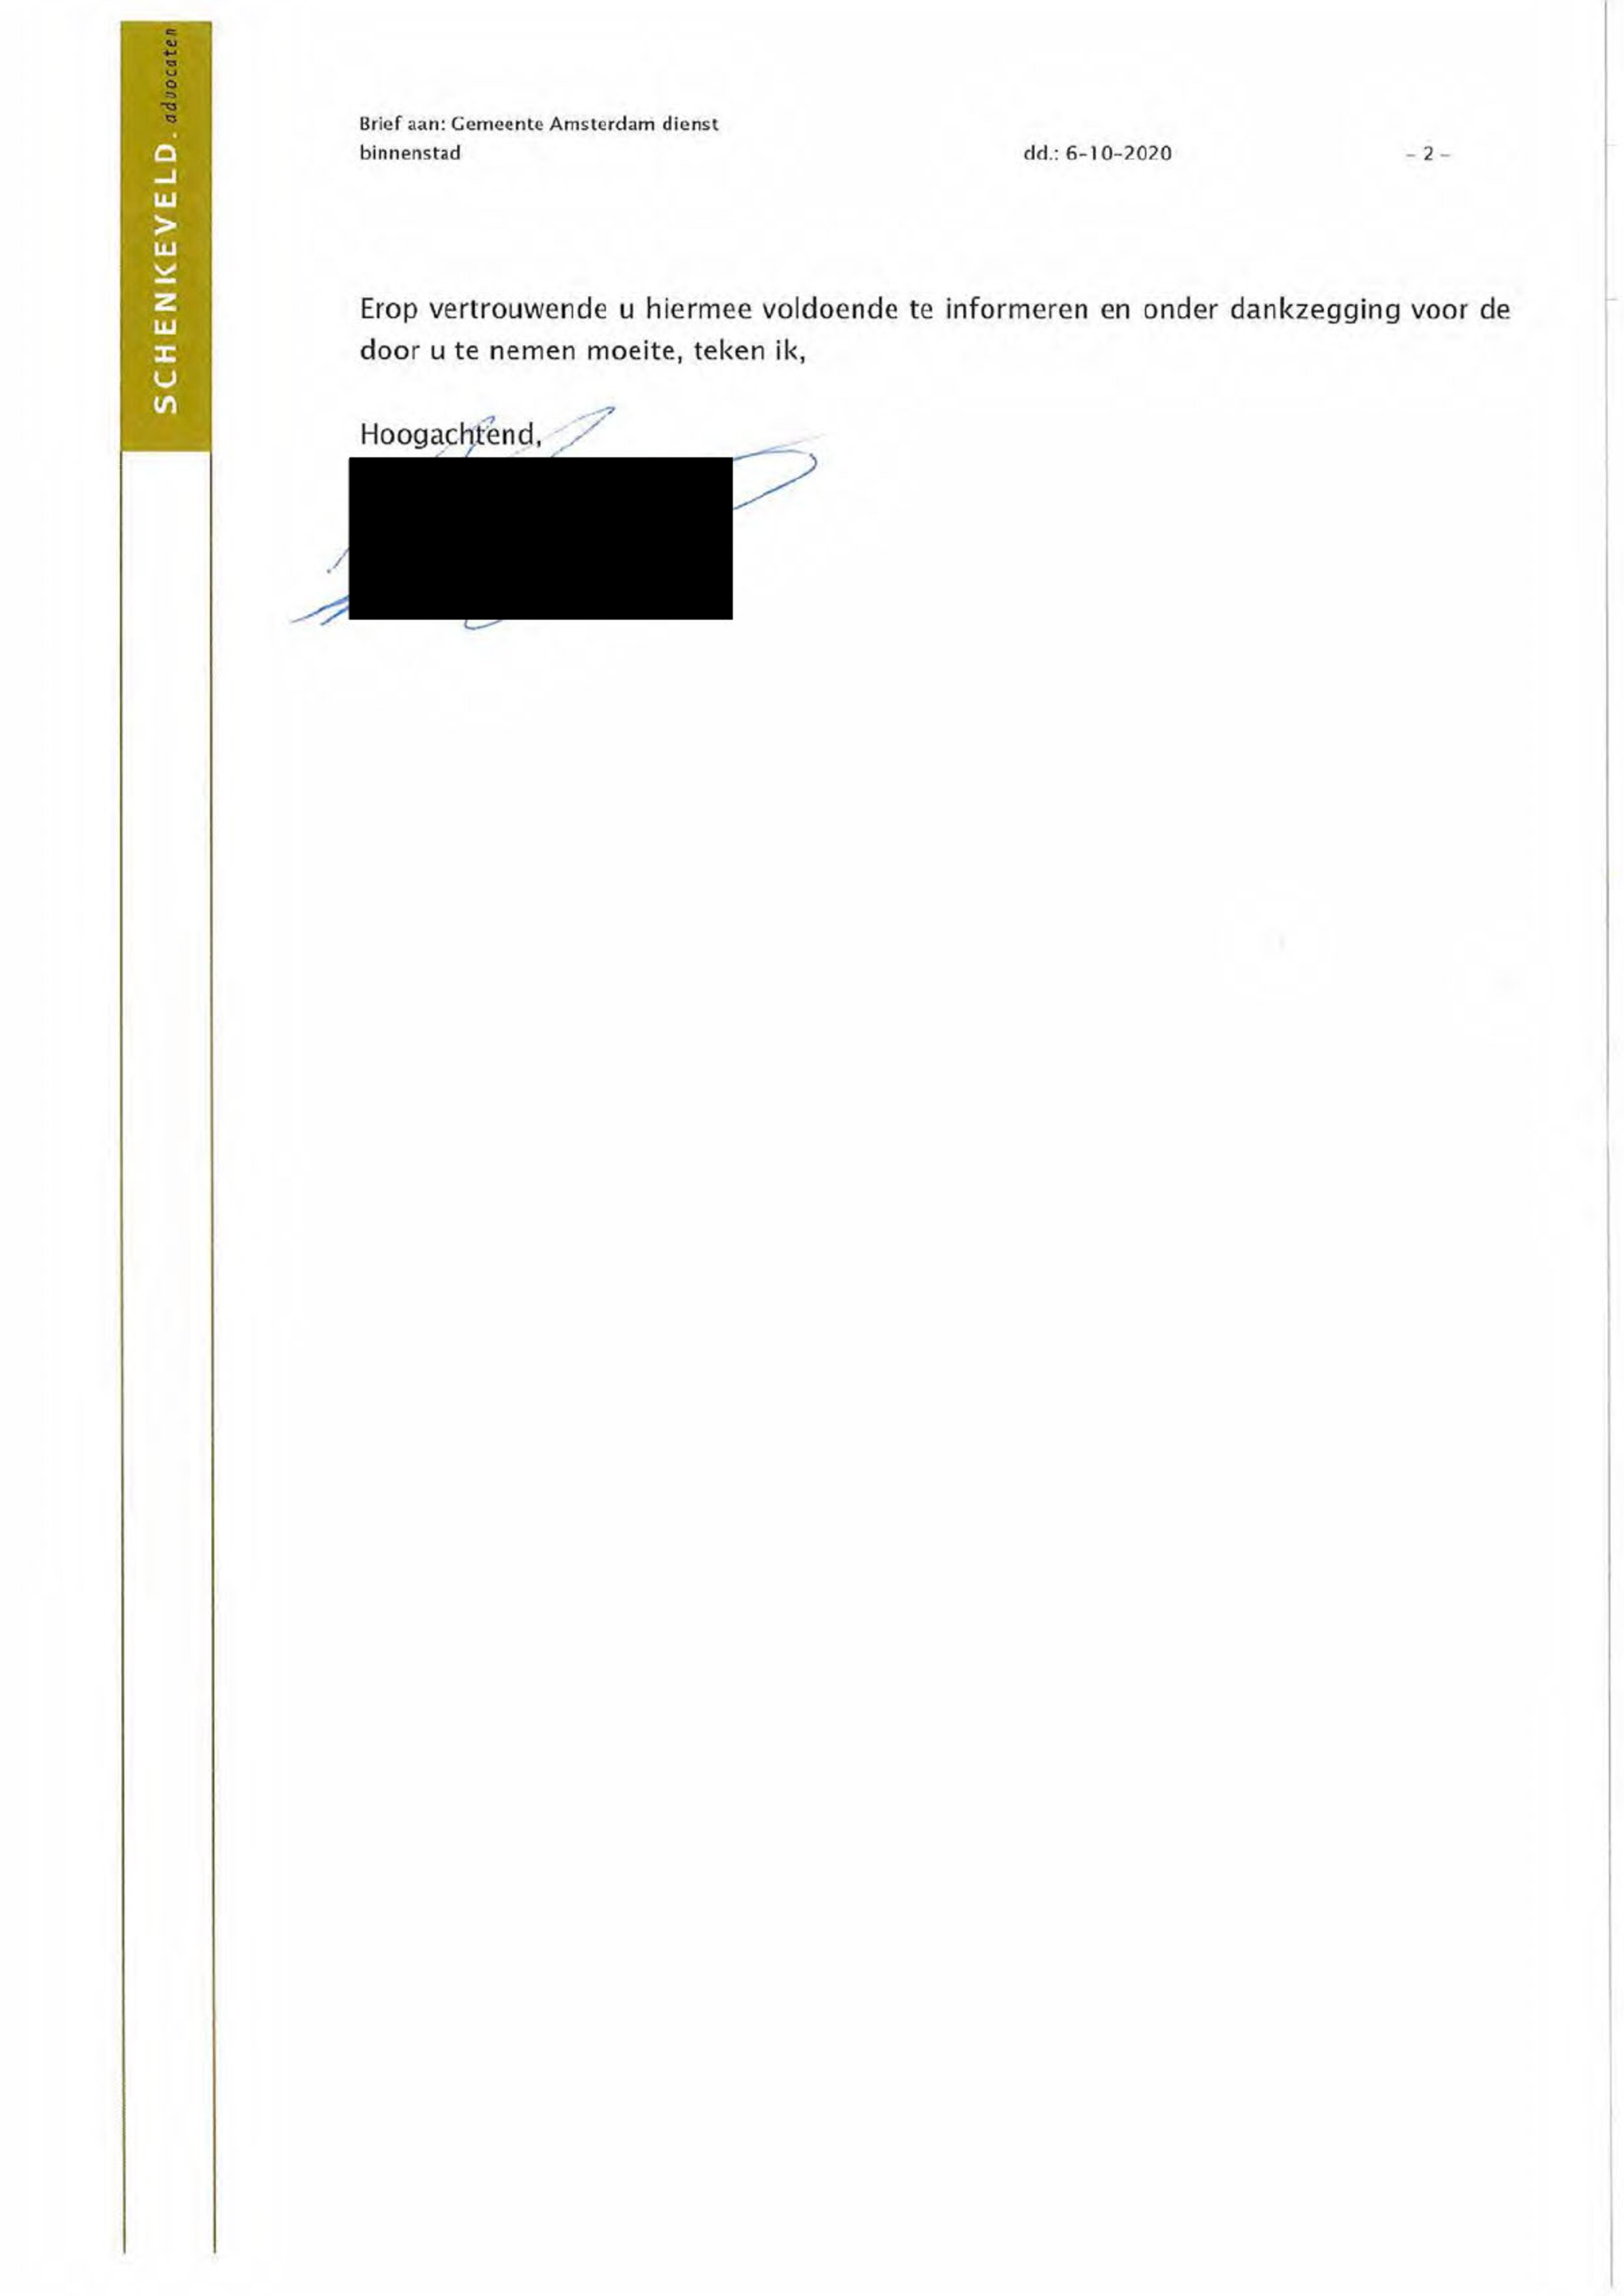 SCHENKEVELD. advocaten
Brief aan: Gemeente Amsterdam dienst
binnenstad
dd.: 6-10-2020
- 2 -
Erop vertrouwende u hiermee voldoende te informeren en onder dankzegging voor de
door u te nemen moeite, teken ik,
Hoogachtend,